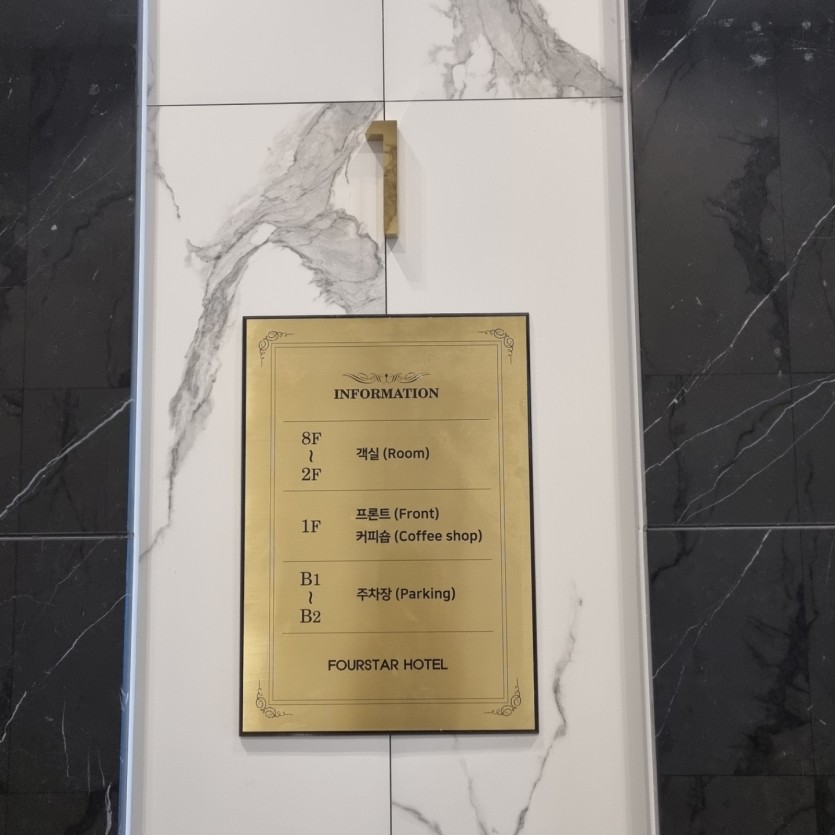 1
INFORMATION
8F
~
2F
객실 (Room)
1F
프론트 (Front)
커피숍 (Coffee shop)
B1
~
B2
주차장 (Parking)
FOURSTAR HOTEL